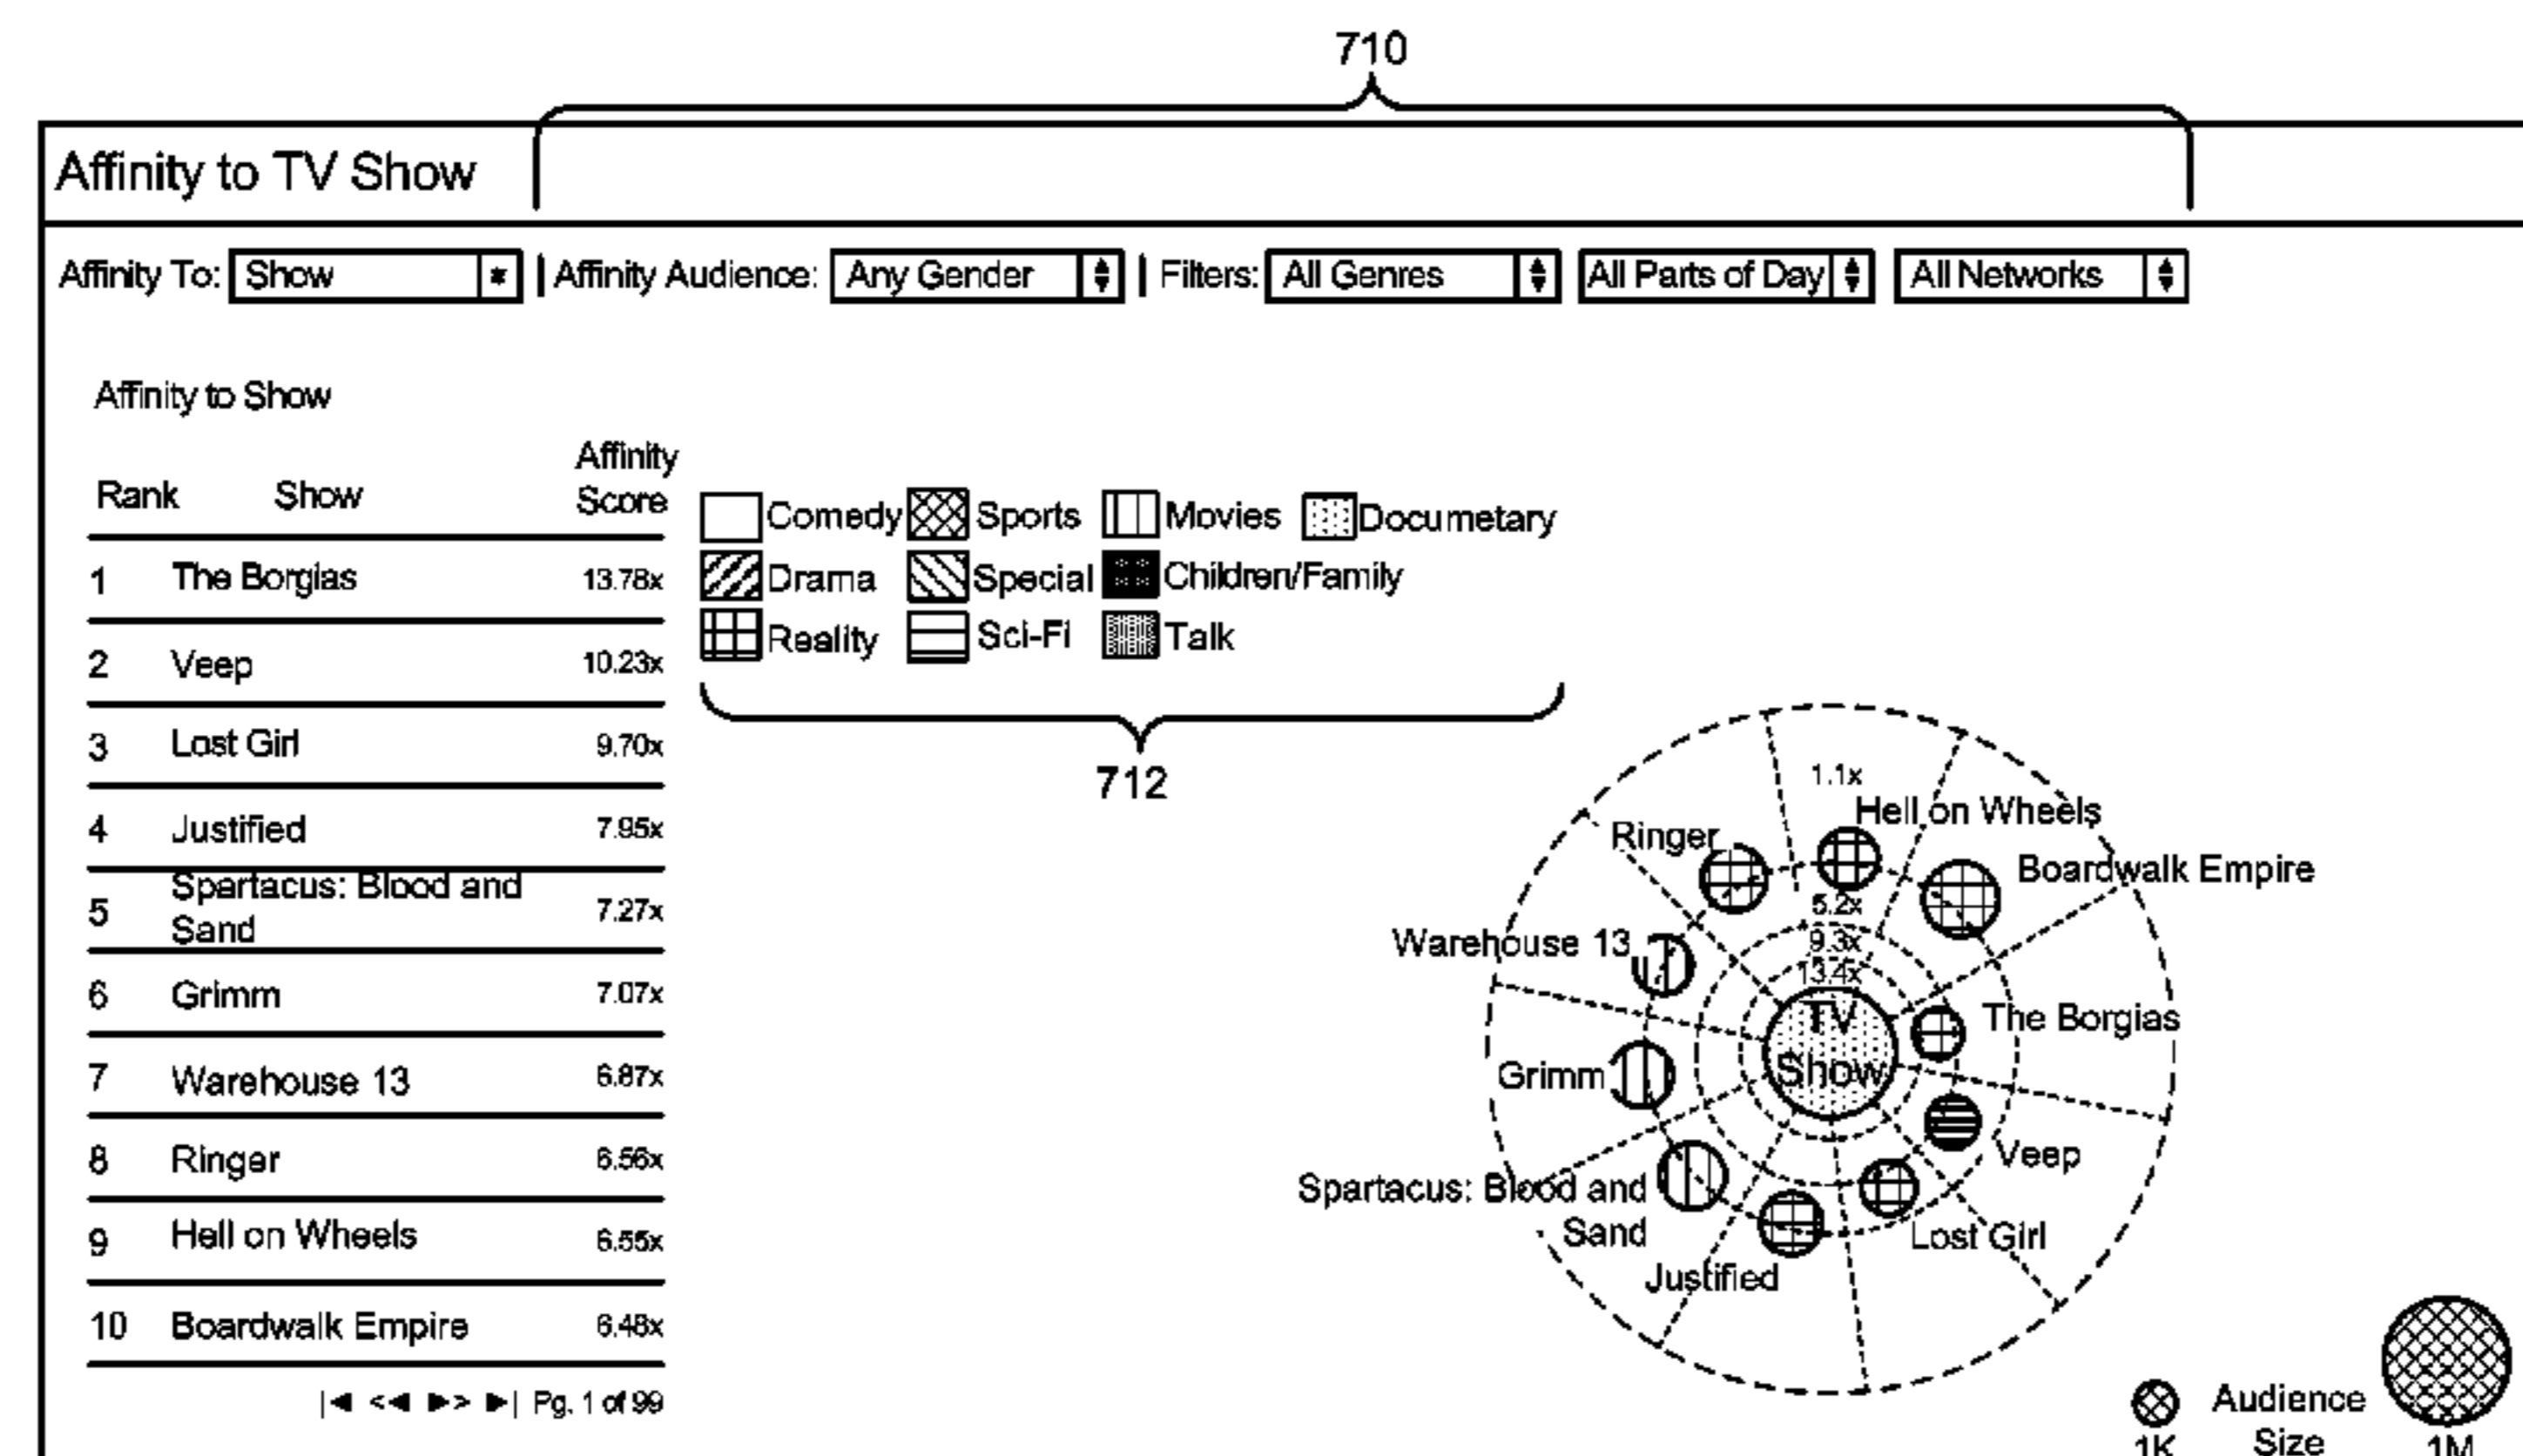 710
Affinity to TV Show
Affinity To: Show | Affinity Audience: Any Gender | Filters: All Genres All Parts of Day All Networks
Affinity to Show
Rank Show Affinity Score
1 The Borgias 13.78x
2 Veep 10.23x
3 Lost Girl 9.70x
4 Justified 7.95x
5 Spartacus: Blood and Sand 7.27x
6 Grimm 7.07x
7 Warehouse 13 6.87x
8 Ringer 6.56x
9 Hell on Wheels 6.55x
10 Boardwalk Empire 6.48x
|◀ <◀ ▶> ▶| Pg. 1 of 99
Comedy Sports Movies Documetary
Drama Special Children/Family
Reality Sci-Fi Talk
712
1.1x
Hell on Wheels
Ringer
Boardwalk Empire
5.2x
Warehouse 13
9.3x
13.4x
TV
Show
The Borgias
Grimm
Veep
Spartacus: Blood and
Sand
Lost Girl
Justified
Audience
Size
1K
1M